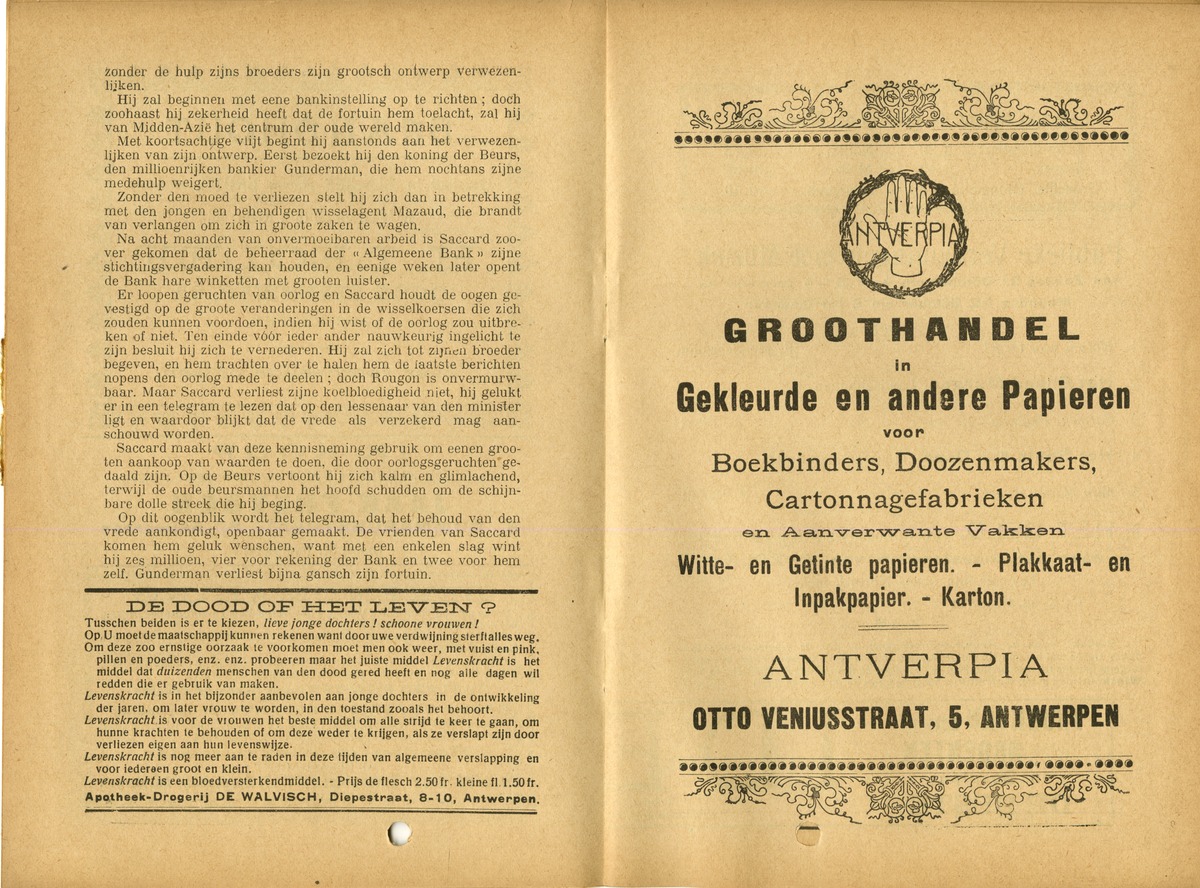 zonder de hulp zijns broeders zijn grootsch ontwerp verwezen-
lijken.
Hij zal beginnen met eene bankinstelling op te richten ; doch
zoohaast hij zekerheid heeft dat de fortuin hem toelacht, zal hij
van Midden-Azië het centrum der oude wereld maken.
Met koortsachtige vlijt begint hij aanstonds aan het verwezen-
lijken van zijn ontwerp. Eerst bezoekt hij den koning der Beurs,
den millioenrijken bankier Gunderman, die hem nochtans zijne
medehulp weigert.
Zonder den moed te verliezen stelt hij zich dan in betrekking
met den jongen en behendigen wisselagent Mazaud, die brandt
van verlangen om zich in groote zaken te wagen.
Na acht maanden van onvermoeibaren arbeid is Saccard zoo-
ver gekomen dat de beheerraad der « Algemeene Bank » zijne
stichtingsvergadering kan houden, en eenige weken later opent
de Bank hare winketten met grooten luister.
Er loopen geruchten van oorlog en Saccard houdt de oogen ge-
vestigd op de groote veranderingen in de wisselkoersen die zich
zouden kunnen voordoen, indien hij wist of de oorlog zou uitbre-
ken of niet. Ten einde vóór ieder ander nauwkeurig ingelicht te
zijn besluit hij zich te vernederen. Hij zal zich tot zijnen broeder
begeven, en hem trachten over te halen hem de laatste berichten
nopens den oorlog mede te deelen ; doch Rougon is onvermurw-
baar. Maar Saccard verliest zijne koelbloedigheid niet, hij gelukt
er in een telegram te lezen dat op den lessenaar van den minister
ligt en waardoor blijkt dat de vrede als verzekerd mag aan-
schouwd worden.
Saccard maakt van deze kennisneming gebruik om eenen groo-
ten aankoop van waarden te doen, die door oorlogsgeruchten ge-
daald zijn. Op de Beurs vertoont hij zich kalm en glimlachend,
terwijl de oude beursmannen het hoofd schudden om de schijn-
bare dolle streek die hij beging.
Op dit oogenblik wordt het telegram, dat het behoud van den
vrede aankondigt, openbaar gemaakt. De vrienden van Saccard
komen hem geluk wenschen, want met een enkelen slag wint
hij zes millioen, vier voor rekening der Bank en twee voor hem
zelf. Gunderman verliest bijna gansch zijn fortuin.
DE DOOD OF HET LEVEN ?
Tusschen beiden is er te kiezen, lieve jonge dochters ! schoone vrouwen !
Op U moet de maatschappij kunnen rekenen want door uwe verdwijning sterft alles weg.
Om deze zoo ernstige oorzaak te voorkomen moet men ook weer, met vuist en pink,
pillen en poeders, enz. enz. probeeren maar het juiste middel Levenskracht is het
middel dat duizenden menschen van den dood gered heeft en nog alle dagen wil
redden die er gebruik van maken.
Levenskracht is in het bijzonder aanbevolen aan jonge dochters in de ontwikkeling
der jaren, om later vrouw te worden, in den toestand zooals het behoort.
Levenskracht is voor de vrouwen het beste middel om alle strijd te keer te gaan, om
hunne krachten te behouden of om deze weder te krijgen, als ze verslapt zijn door
verliezen eigen aan hun levenswijze.
Levenskracht is nog meer aan te raden in deze tijden van algemeene verslapping en
voor iedereen groot en klein.
Levenskracht is een bloedversterkendmiddel. - Prijs de flesch 2.50 fr. kleine fl. 1.50 fr.
Apotheek-Drogerij DE WALVISCH, Diepestraat, 8-10, Antwerpen.
ANTVERPIA
GROOTHANDEL
in
Gekleurde en andere Papieren
voor
Boekbinders, Doozenmakers,
Cartonnagefabrieken
en Aanverwante Vakken
Witte- en Getinte papieren. - Plakkaat- en
Inpakpapier. - Karton.
ANTVERPIA
OTTO VENIUSSTRAAT, 5, ANTWERPEN